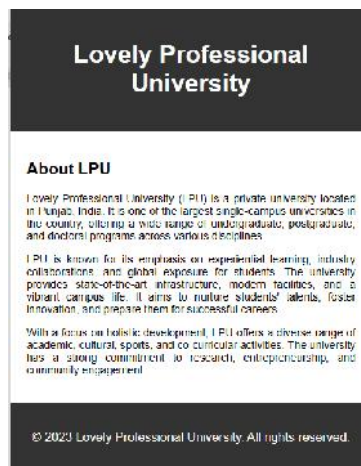 Lovely Professional
University
About LPU
Lovely Professional University (LPU) is a private university located
in Punjab, India. It is one of the largest single-campus universities in
the country, offering a wide range of undergraduate, postgraduate,
and doctoral programs across various disciplines.
LPU is known for its emphasis on experiential learning, industry
collaborations, and global exposure for students. The university
provides state-of-the-art infrastructure, modern facilities, and a
vibrant campus life. It aims to nurture students' talents, foster
innovation, and prepare them for successful careers.
With a focus on holistic development, LPU offers a diverse range of
academic, cultural, sports, and co-curricular activities. The university
has a strong commitment to research, entrepreneurship, and
community engagement.
© 2023 Lovely Professional University. All rights reserved.